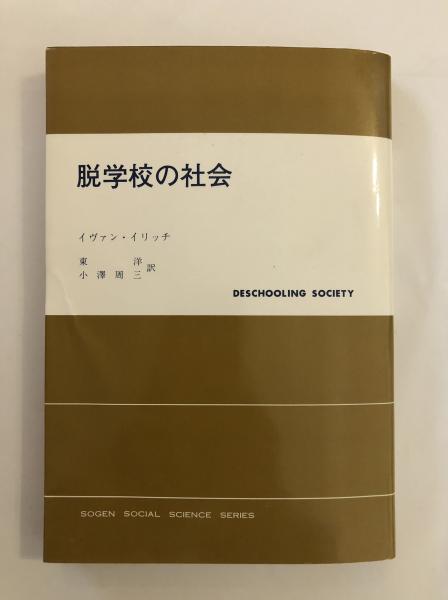 脱学校の社会
イヴァン・イリッチ
東 洋
小澤周三 訳
DESCHOOLING SOCIETY
SOGEN SOCIAL SCIENCE SERIES